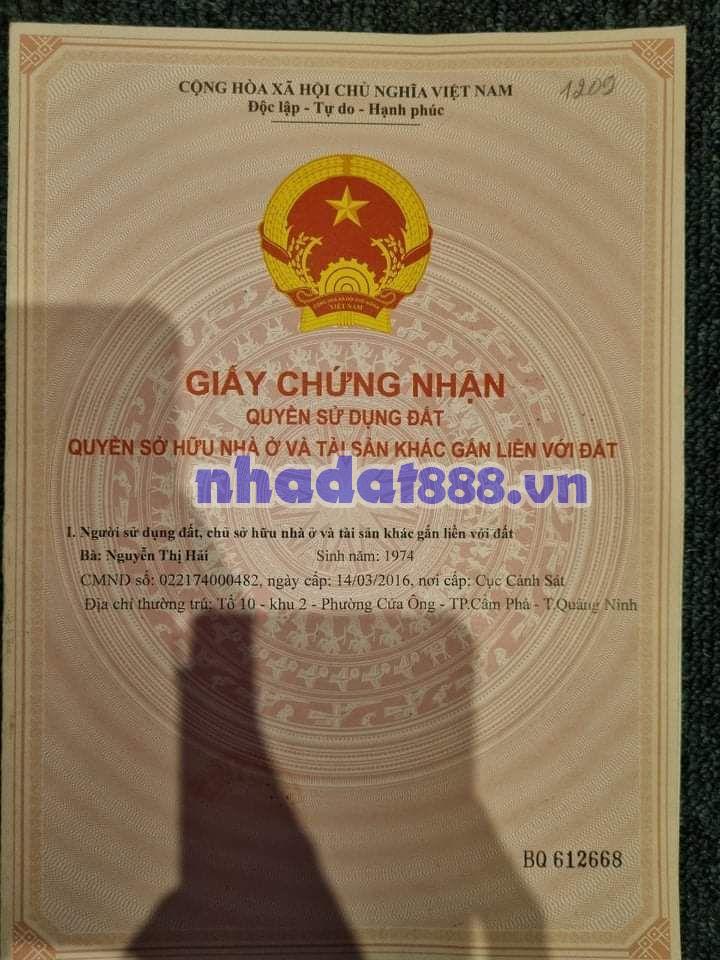 CỘNG HÒA XÃ HỘI CHỦ NGHĨA VIỆT NAM
1209
Độc lập - Tự do - Hạnh phúc
VIỆT NAM
GIẤY CHỨNG NHẬN
QUYỀN SỬ DỤNG ĐẤT
QUYỀN SỞ HỮU NHÀ Ở VÀ TÀI SẢN KHÁC GẮN LIỀN VỚI ĐẤT
nhadat888.vn
I. Người sử dụng đất, chủ sở hữu nhà ở và tài sản khác gắn liền với đất
Bà: Nguyễn Thị Hải Sinh năm: 1974
CMND số: 022174000482, ngày cấp: 14/03/2016, nơi cấp: Cục Cảnh Sát
Địa chỉ thường trú: Tổ 10 - khu 2 - Phường Cửa Ông - TP.Cẩm Phả - T.Quảng Ninh
BQ 612668